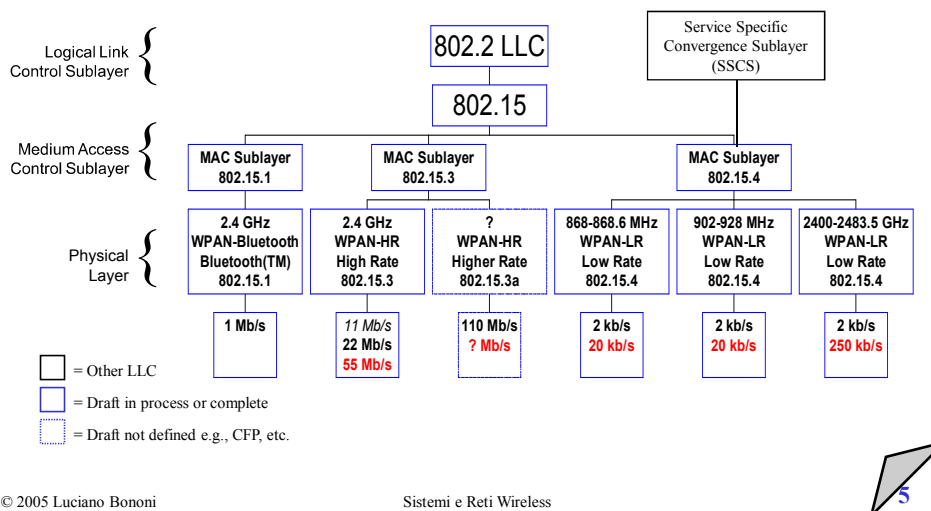 Logical Link
Control Sublayer
802.2 LLC
Service Specific
Convergence Sublayer
(SSCS)
802.15
Medium Access
Control Sublayer
MAC Sublayer
802.15.1
MAC Sublayer
802.15.3
MAC Sublayer
802.15.4
Physical
Layer
2.4 GHz
WPAN-Bluetooth
Bluetooth(TM)
802.15.1
2.4 GHz
WPAN-HR
High Rate
802.15.3
?
WPAN-HR
Higher Rate
802.15.3a
868-868.6 MHz
WPAN-LR
Low Rate
802.15.4
902-928 MHz
WPAN-LR
Low Rate
802.15.4
2400-2483.5 GHz
WPAN-LR
Low Rate
802.15.4
1 Mb/s
11 Mb/s
22 Mb/s
55 Mb/s
110 Mb/s
? Mb/s
2 kb/s
20 kb/s
2 kb/s
20 kb/s
2 kb/s
250 kb/s
= Other LLC
= Draft in process or complete
= Draft not defined e.g., CFP, etc.
© 2005 Luciano Bononi
Sistemi e Reti Wireless
5